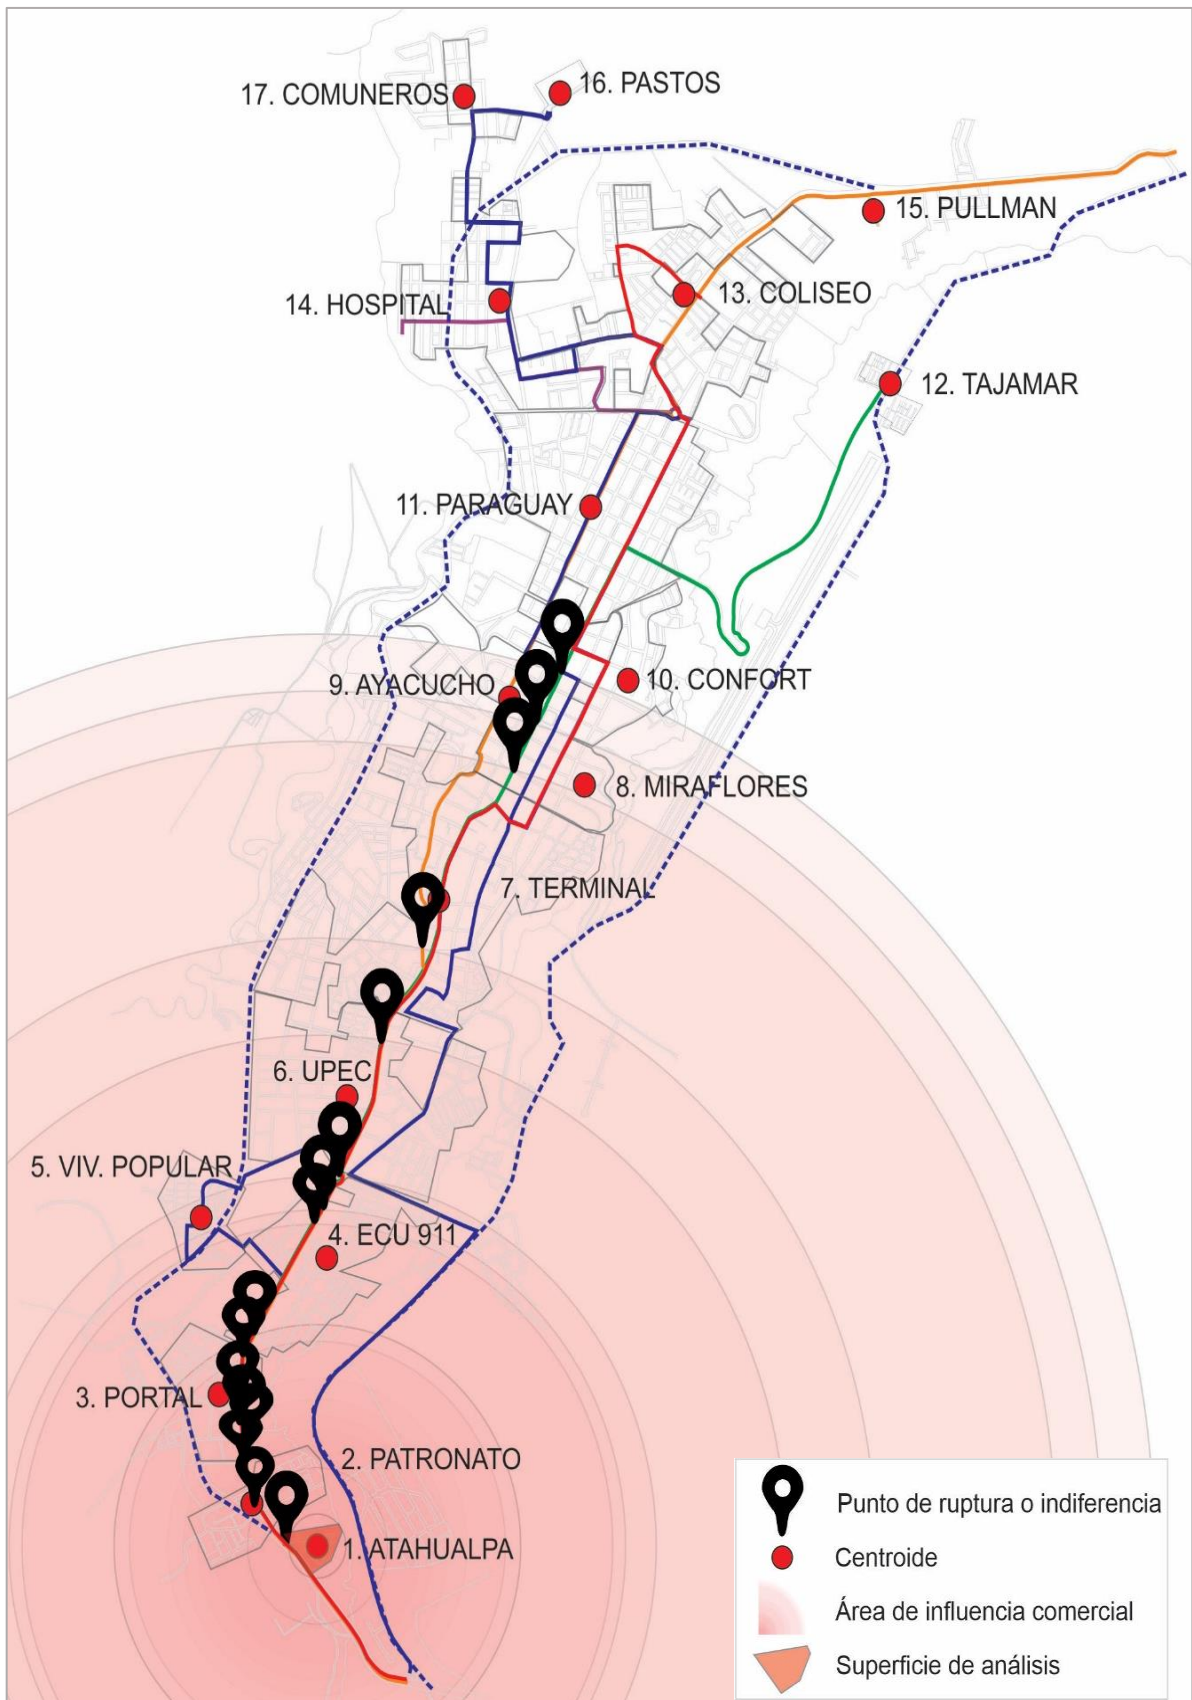 17. COMUNEROS
16. PASTOS
15. PULLMAN
14. HOSPITAL
13. COLISEO
12. TAJAMAR
11. PARAGUAY
9. AYACUCHO
10. CONFORT
8. MIRAFLORES
7. TERMINAL
6. UPEC
5. VIV. POPULAR
4. ECU 911
3. PORTAL
2. PATRONATO
1. ATAHUALPA
Punto de ruptura o indiferencia
Centroide
Área de influencia comercial
Superficie de análisis